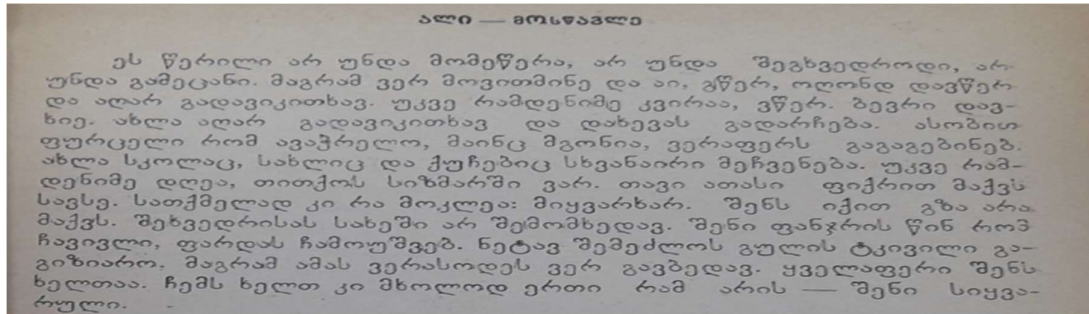 ალი — მოსწავლე
ეს წერილი არ უნდა მომეწერა, არ უნდა შეგხვედროდი, არ
უნდა გამეცანი. მაგრამ ვერ მოვითმინე და აი, გწერ, ოღონდ დავწერ
და აღარ გადავიკითხავ. უკვე რამდენიმე კვირაა, ვწერ. ბევრი დავ-
ხიე. ახლა აღარ გადავიკითხავ და დახევას გადარჩება. ასობით
ფურცელი რომ ავაჭრელო, მაინც მგონია, ვერაფერს გაგაგებინებ.
ახლა სკოლაც, სახლიც და ქუჩებიც სხვანაირი მეჩვენება. უკვე რამ-
დენიმე დღეა, თითქოს სიზმარში ვარ. თავი ათასი ფიქრით მაქვს
სავსე. სათქმელად კი რა მოკლეა: მიყვარხარ. შენს იქით გზა არა
მაქვს. შეხვედრისას სახეში არ შემომხედავ. შენი ფანჯრის წინ რომ
ჩავივლი, ფარდას ჩამოუშვებ. ნეტავ შემეძლოს გულის ტკივილი გა-
გიზიარო. მაგრამ ამას ვერასოდეს ვერ გავბედავ. ყველაფერი შენს
ხელთაა. ჩემს ხელთ კი მხოლოდ ერთი რამ არის — შენი სიყვა-
რული.